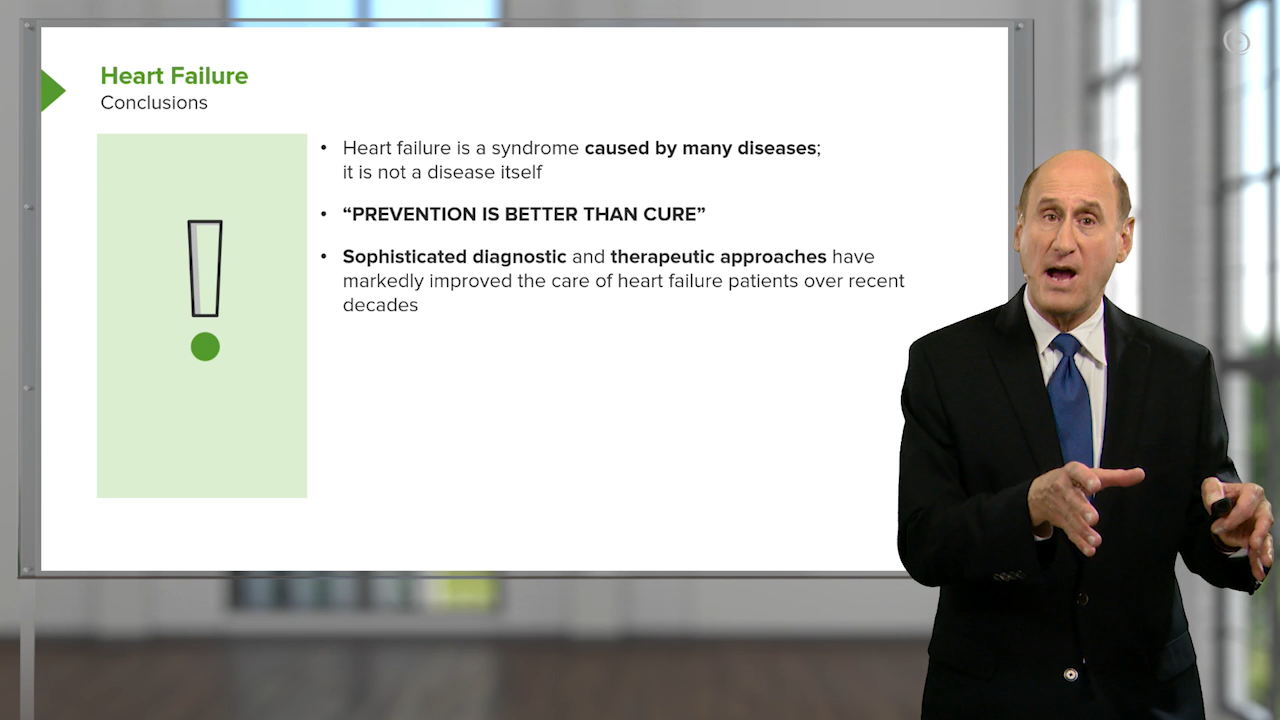 Heart Failure
Conclusions
• Heart failure is a syndrome caused by many diseases;
it is not a disease itself
• “PREVENTION IS BETTER THAN CURE”
• Sophisticated diagnostic and therapeutic approaches have
markedly improved the care of heart failure patients over recent
decades